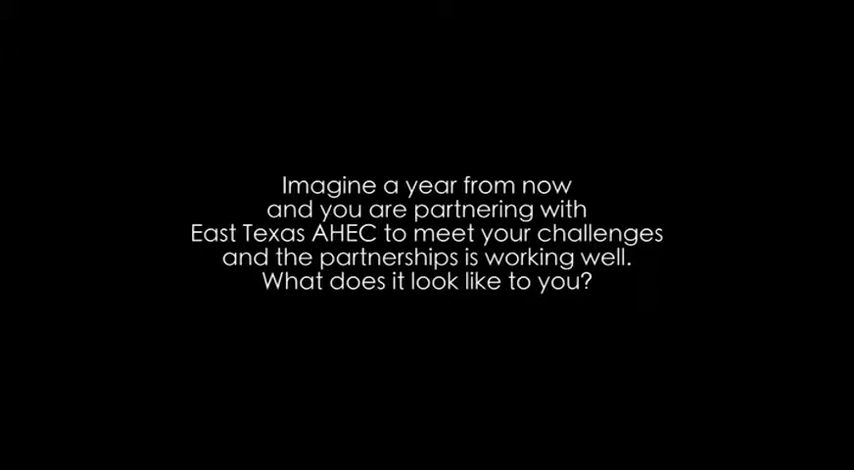 Imagine a year from now
and you are partnering with
East Texas AHEC to meet your challenges
and the partnerships is working well.
What does it look like to you?